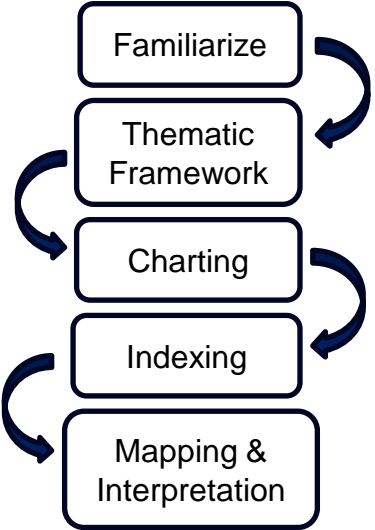 Familiarize
Thematic
Framework
Charting
Indexing
Mapping &
Interpretation